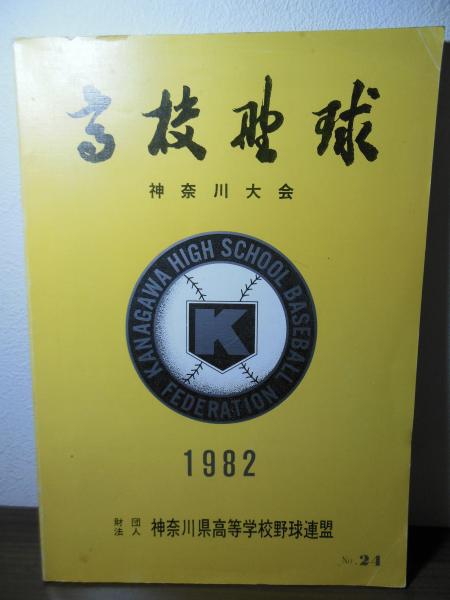 高校野球
神奈川大会
KANAGAWA HIGH SCHOOL BASEBALL
FEDERATION
K
1982
財団法人 神奈川県高等学校野球連盟
No.24